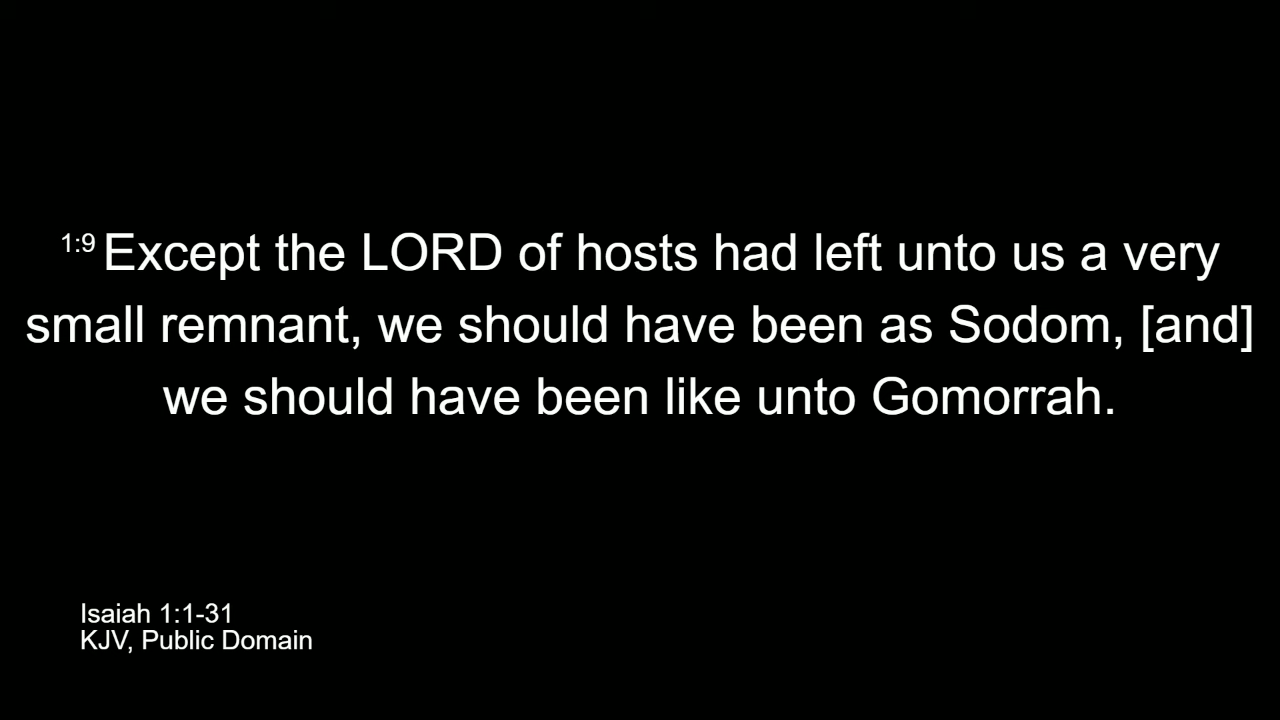 1:9 Except the LORD of hosts had left unto us a very
small remnant, we should have been as Sodom, [and]
we should have been like unto Gomorrah.
Isaiah 1:1-31
KJV, Public Domain